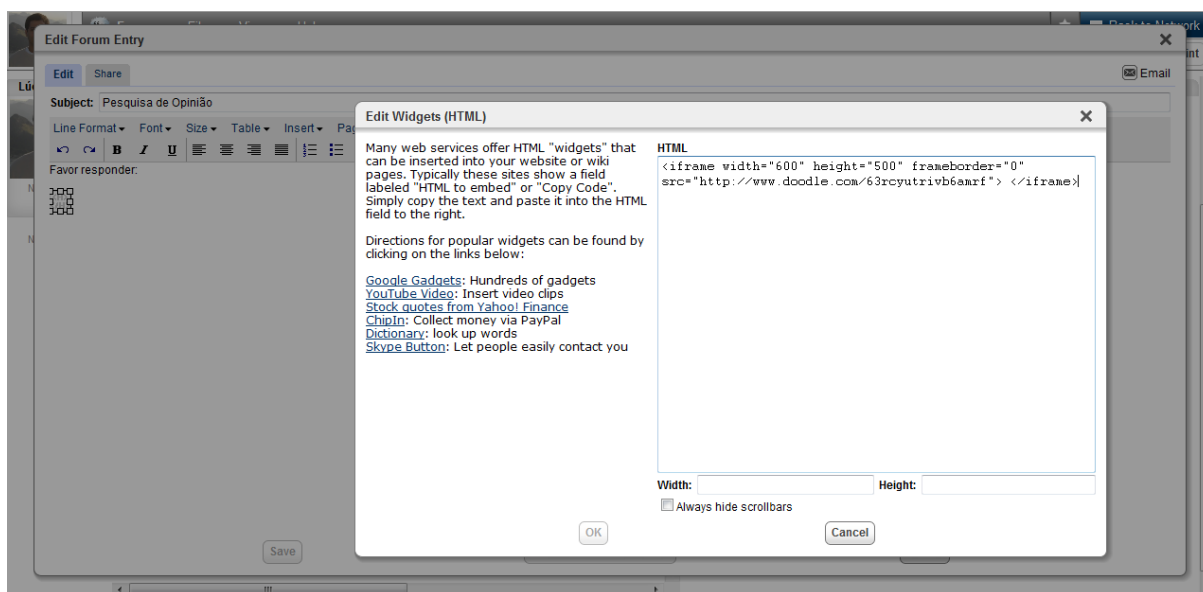 Back to Network
Edit Forum Entry
Edit Share
Email
Lú
Subject: Pesquisa de Opinião
Line Format Font Size Table Insert
B I U
Favor responder:
Edit Widgets (HTML)
Many web services offer HTML "widgets" that
can be inserted into your website or wiki
pages. Typically these sites show a field
labeled "HTML to embed" or "Copy Code".
Simply copy the text and paste it into the HTML
field to the right.
Directions for popular widgets can be found by
clicking on the links below:
Google Gadgets: Hundreds of gadgets
YouTube Video: Insert video clips
Stock quotes from Yahoo! Finance
ChipIn: Collect money via PayPal
Dictionary: look up words
Skype Button: Let people easily contact you
HTML
<iframe width="600" height="500" frameborder="0"
src="http://www.doodle.com/63rcyutrivb6amrf"> </iframe>
Width: Height:
Always hide scrollbars
OK Cancel
Save